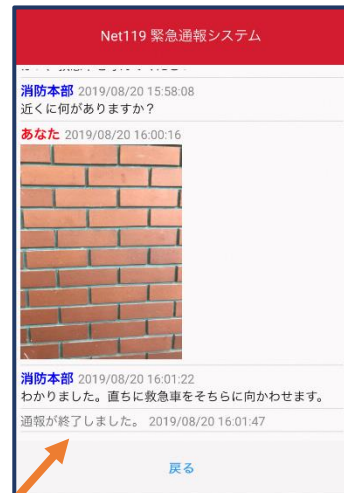 Net119 緊急通報システム
消防本部 2019/08/20 15:58:08
近くに何がありますか？
あなた 2019/08/20 16:00:16
消防本部 2019/08/20 16:01:22
わかりました。直ちに救急車をそちらに向かわせます。
通報が終了しました。 2019/08/20 16:01:47
戻る